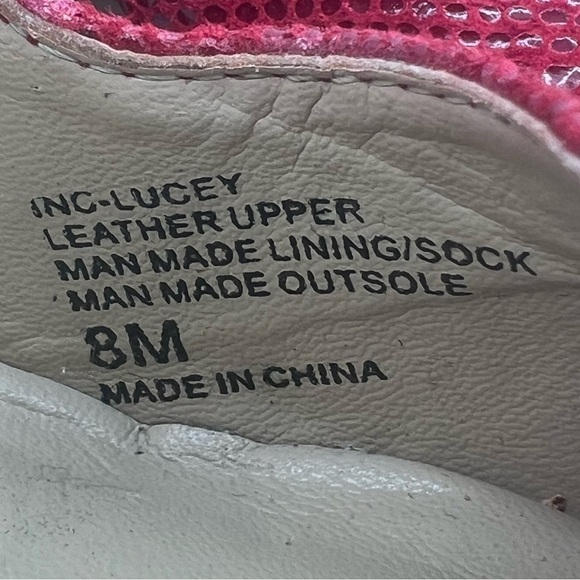 INC-LUCEY
LEATHER UPPER
MAN MADE LINING/SOCK
MAN MADE OUTSOLE
8M
MADE IN CHINA